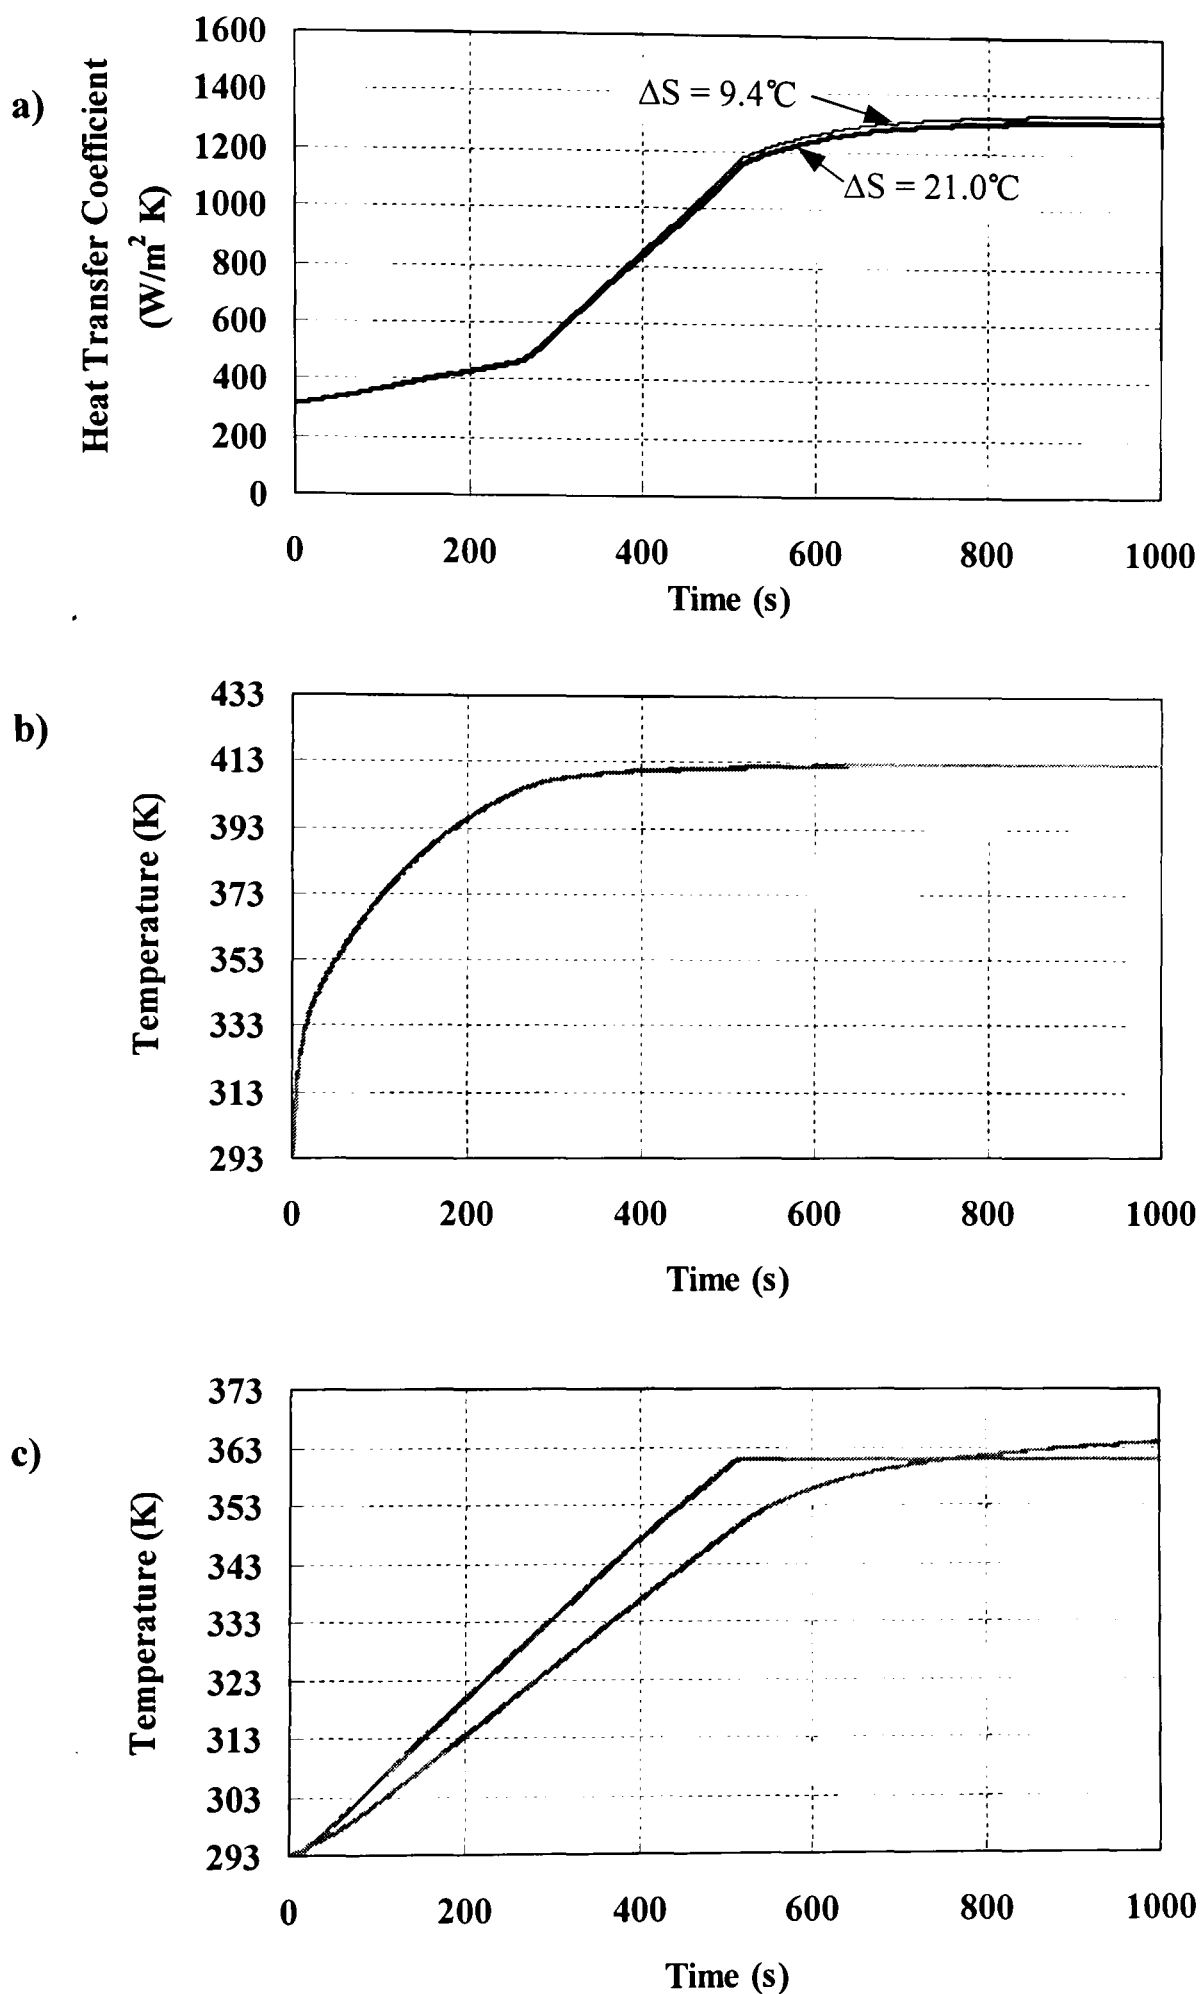 a)
Heat Transfer Coefficient
(W/m² K)
1600
1400
1200
1000
800
600
400
200
0
ΔS = 9.4℃
ΔS = 21.0℃
0 200 400 600 800 1000
Time (s)
b)
Temperature (K)
433
413
393
373
353
333
313
293
0 200 400 600 800 1000
Time (s)
c)
Temperature (K)
373
363
353
343
333
323
313
303
293
0 200 400 600 800 1000
Time (s)